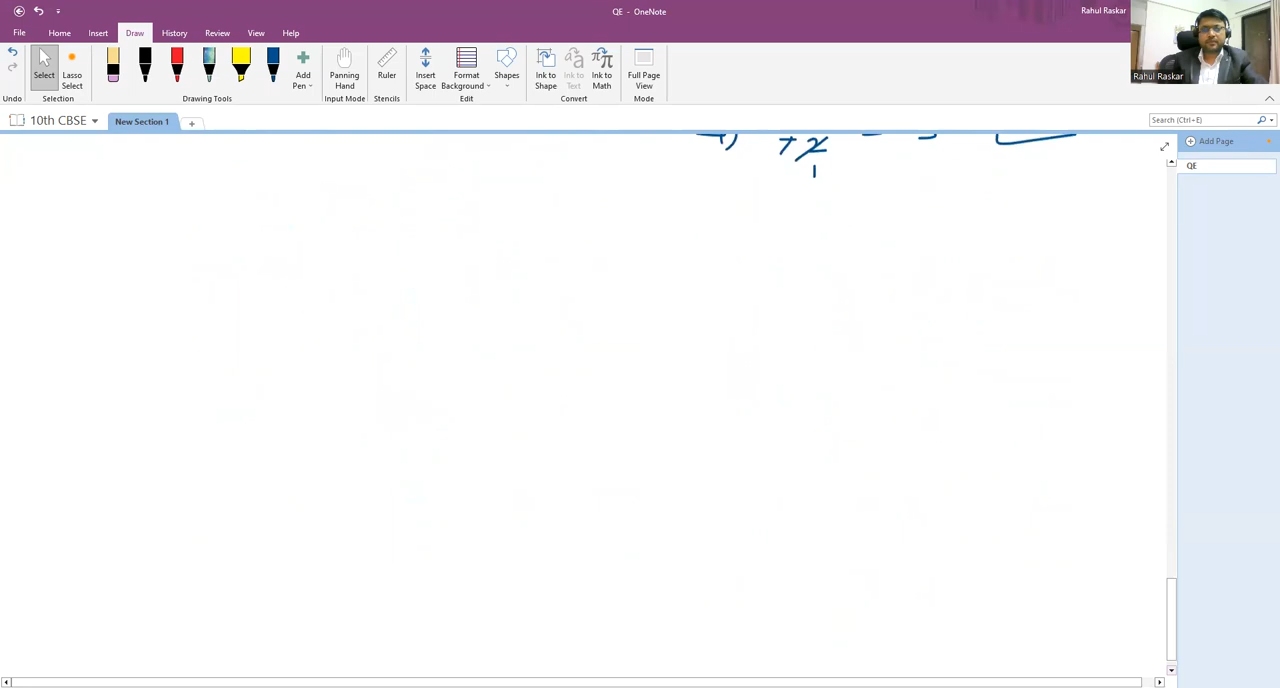 QE - OneNote
Rahul Raskar
File Home Insert Draw History Review View Help
Undo
Select
Lasso Select
Selection
Add Pen
Drawing Tools
Panning Hand
Input Mode
Ruler
Stencils
Insert Space
Format Background
Shapes
Edit
Ink to Shape
Ink to Text
Ink to Math
Convert
Full Page View
Mode
Rahul Raskar
10th CBSE
New Section 1
Search (Ctrl+E)
Add Page
QE
2
1